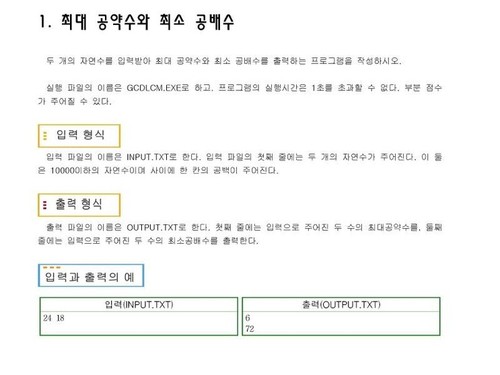 1. 최대 공약수와 최소 공배수
두 개의 자연수를 입력받아 최대 공약수와 최소 공배수를 출력하는 프로그램을 작성하시오.
실행 파일의 이름은 GCDLCM.EXE로 하고, 프로그램의 실행시간은 1초를 초과할 수 없다. 부분 점수
가 주어질 수 있다.
입력 형식
입력 파일의 이름은 INPUT.TXT로 한다. 입력 파일의 첫째 줄에는 두 개의 자연수가 주어진다. 이 둘
은 10000이하의 자연수이며 사이에 한 칸의 공백이 주어진다.
출력 형식
출력 파일의 이름은 OUTPUT.TXT로 한다. 첫째 줄에는 입력으로 주어진 두 수의 최대공약수를, 둘째
줄에는 입력으로 주어진 두 수의 최소공배수를 출력한다.
입력과 출력의 예
입력(INPUT.TXT) 출력(OUTPUT.TXT)
24 18 6
72